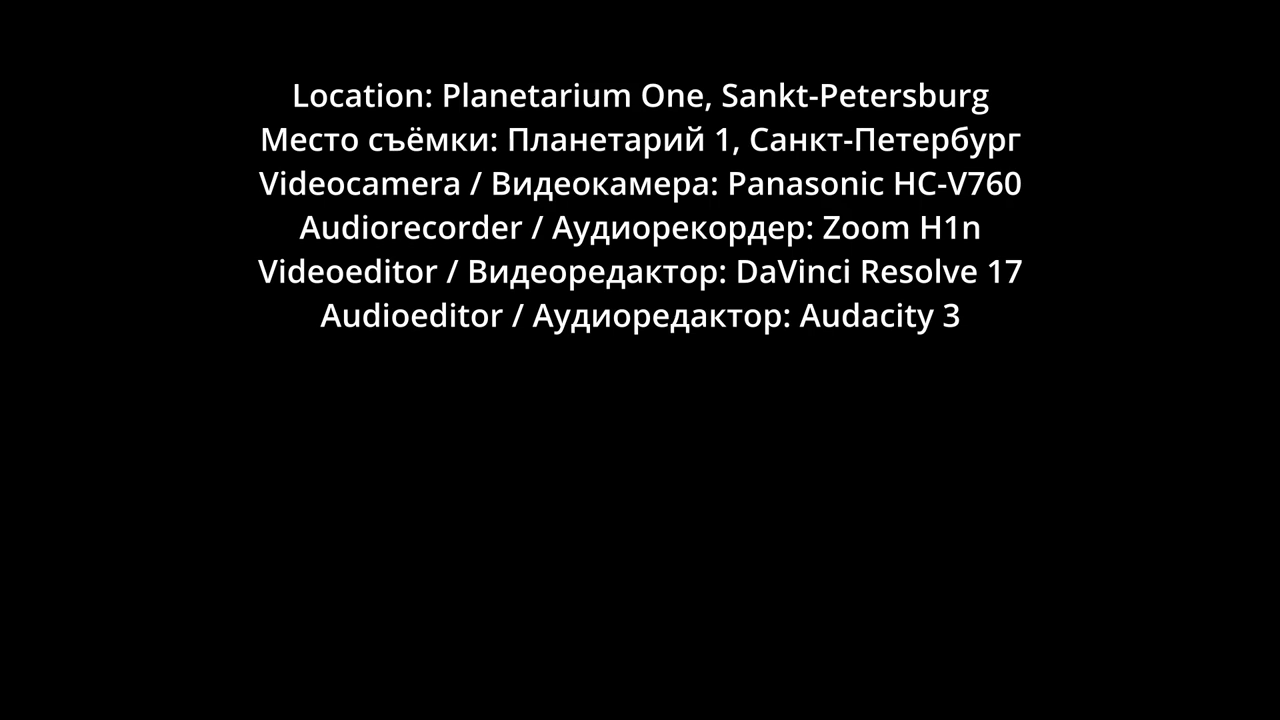 Location: Planetarium One, Sankt-Petersburg
Место съёмки: Планетарий 1, Санкт-Петербург
Videocamera / Видеокамера: Panasonic HC-V760
Audiorecorder / Аудиорекордер: Zoom H1n
Videoeditor / Видеоредактор: DaVinci Resolve 17
Audioeditor / Аудиоредактор: Audacity 3